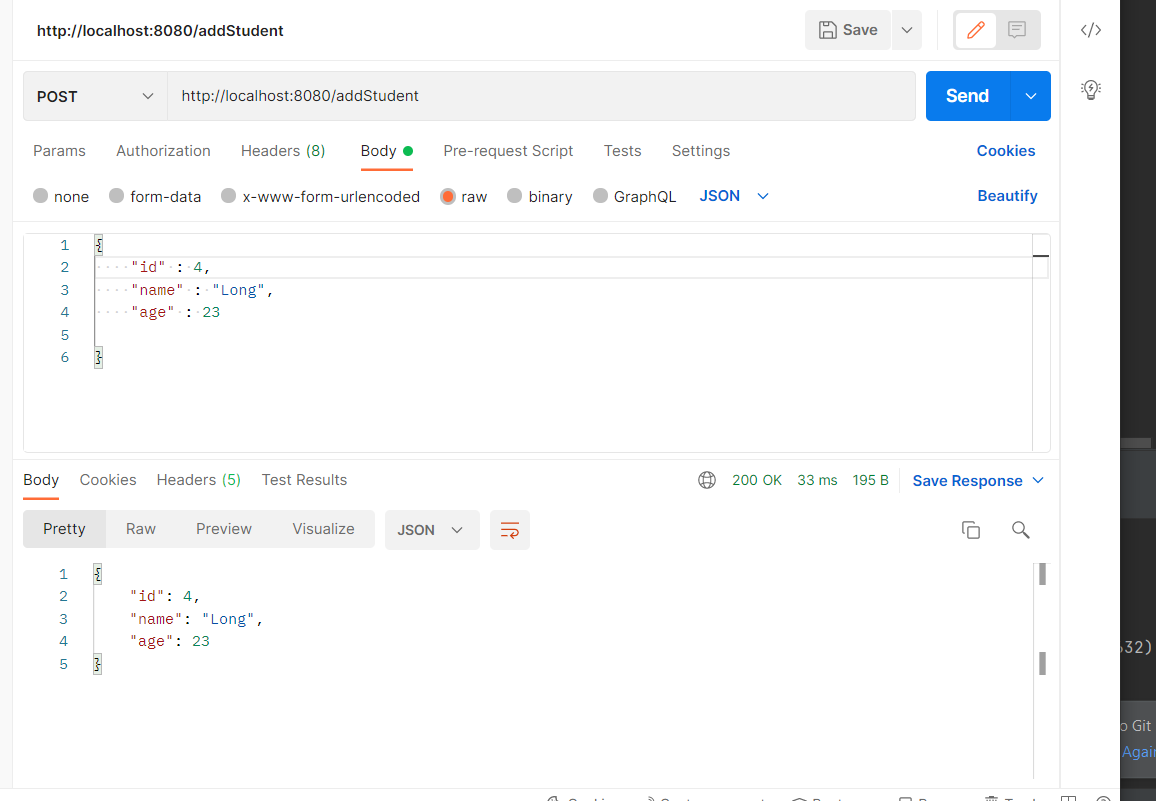 http://localhost:8080/addStudent
Save
POST
http://localhost:8080/addStudent
Send
Params Authorization Headers (8) Body Pre-request Script Tests Settings Cookies
none form-data x-www-form-urlencoded raw binary GraphQL JSON Beautify
1 {
2 "id" : 4,
3 "name" : "Long",
4 "age" : 23
5
6 }
Body Cookies Headers (5) Test Results 200 OK 33 ms 195 B Save Response
Pretty Raw Preview Visualize JSON
1 {
2 "id": 4,
3 "name": "Long",
4 "age": 23
5 }
32)
o Git
Agai